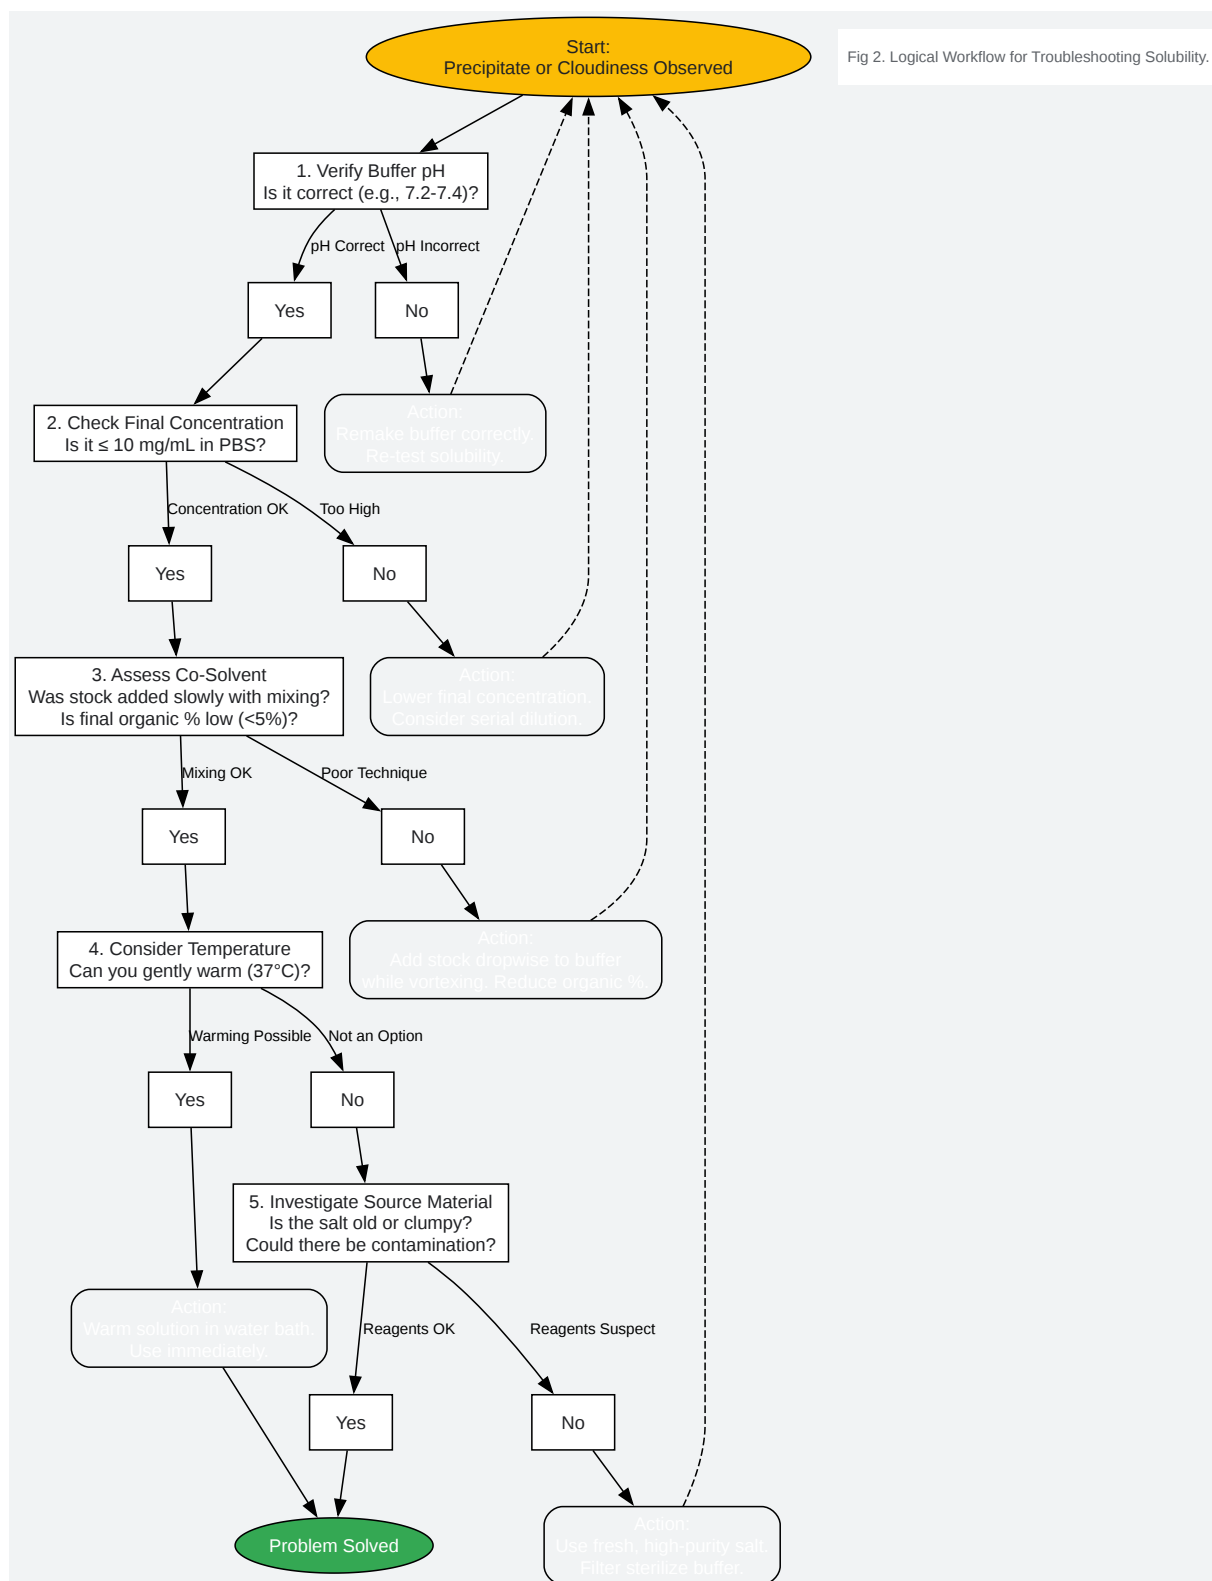 Start:
Precipitate or Cloudiness Observed
Fig 2. Logical Workflow for Troubleshooting Solubility.
1. Verify Buffer pH
Is it correct (e.g., 7.2-7.4)?
pH Correct
pH Incorrect
Yes
No
Action:
Remake buffer correctly.
Re-test solubility.
2. Check Final Concentration
Is it ≤ 10 mg/mL in PBS?
Concentration OK
Too High
Yes
No
Action:
Lower final concentration.
Consider serial dilution.
3. Assess Co-Solvent
Was stock added slowly with mixing?
Is final organic % low (<5%)?
Mixing OK
Poor Technique
Yes
No
Action:
Add stock dropwise to buffer
while vortexing. Reduce organic %.
4. Consider Temperature
Can you gently warm (37°C)?
Warming Possible
Not an Option
Yes
No
5. Investigate Source Material
Is the salt old or clumpy?
Could there be contamination?
Action:
Warm solution in water bath.
Use immediately.
Reagents OK
Reagents Suspect
Yes
No
Problem Solved
Action:
Use fresh, high-purity salt.
Filter sterilize buffer.